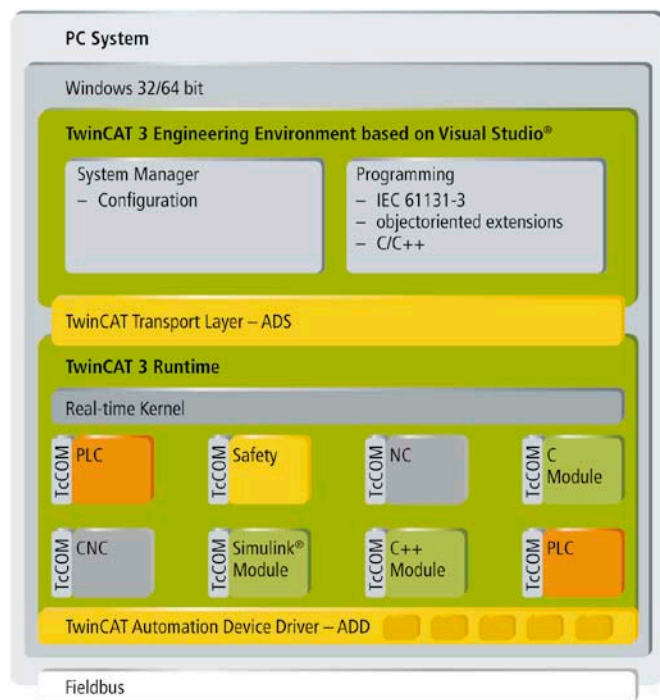 PC System
Windows 32/64 bit
TwinCAT 3 Engineering Environment based on Visual Studio®
System Manager
– Configuration
Programming
– IEC 61131-3
– objectoriented extensions
– C/C++
TwinCAT Transport Layer – ADS
TwinCAT 3 Runtime
Real-time Kernel
TcCOM PLC
TcCOM Safety
TcCOM NC
TcCOM C
Module
TcCOM CNC
TcCOM Simulink®
Module
TcCOM C++
Module
TcCOM PLC
TwinCAT Automation Device Driver – ADD
Fieldbus